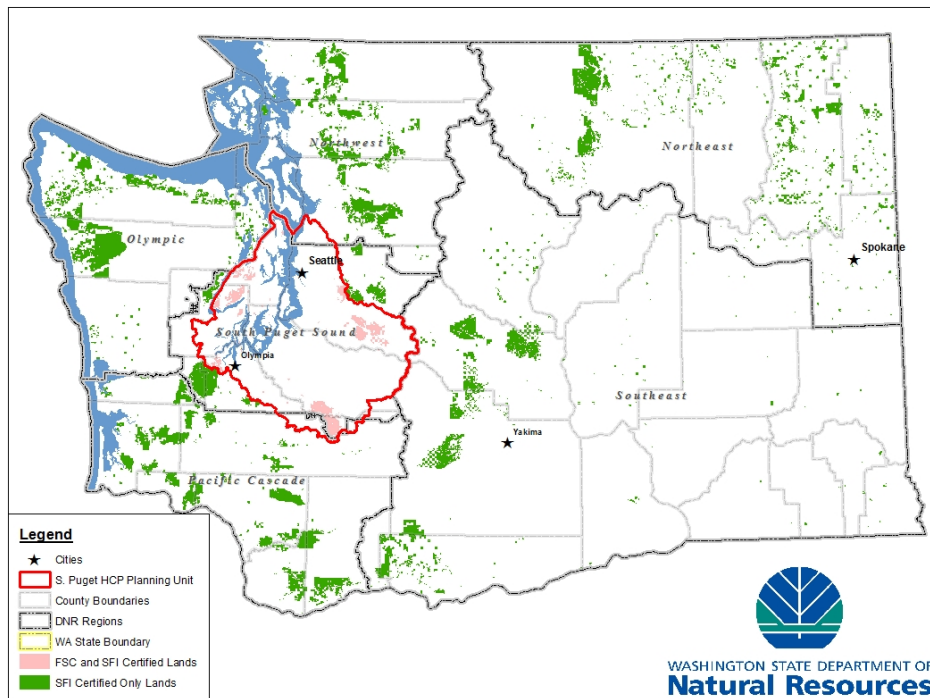 Northwest
Northeast
Olympic
Seattle
Spokane
South Puget Sound
Olympia
Southeast
Yakima
Pacific Cascade
Legend
Cities
S. Puget HCP Planning Unit
County Boundaries
DNR Regions
WA State Boundary
FSC and SFI Certified Lands
SFI Certified Only Lands
WASHINGTON STATE DEPARTMENT OF
Natural Resources